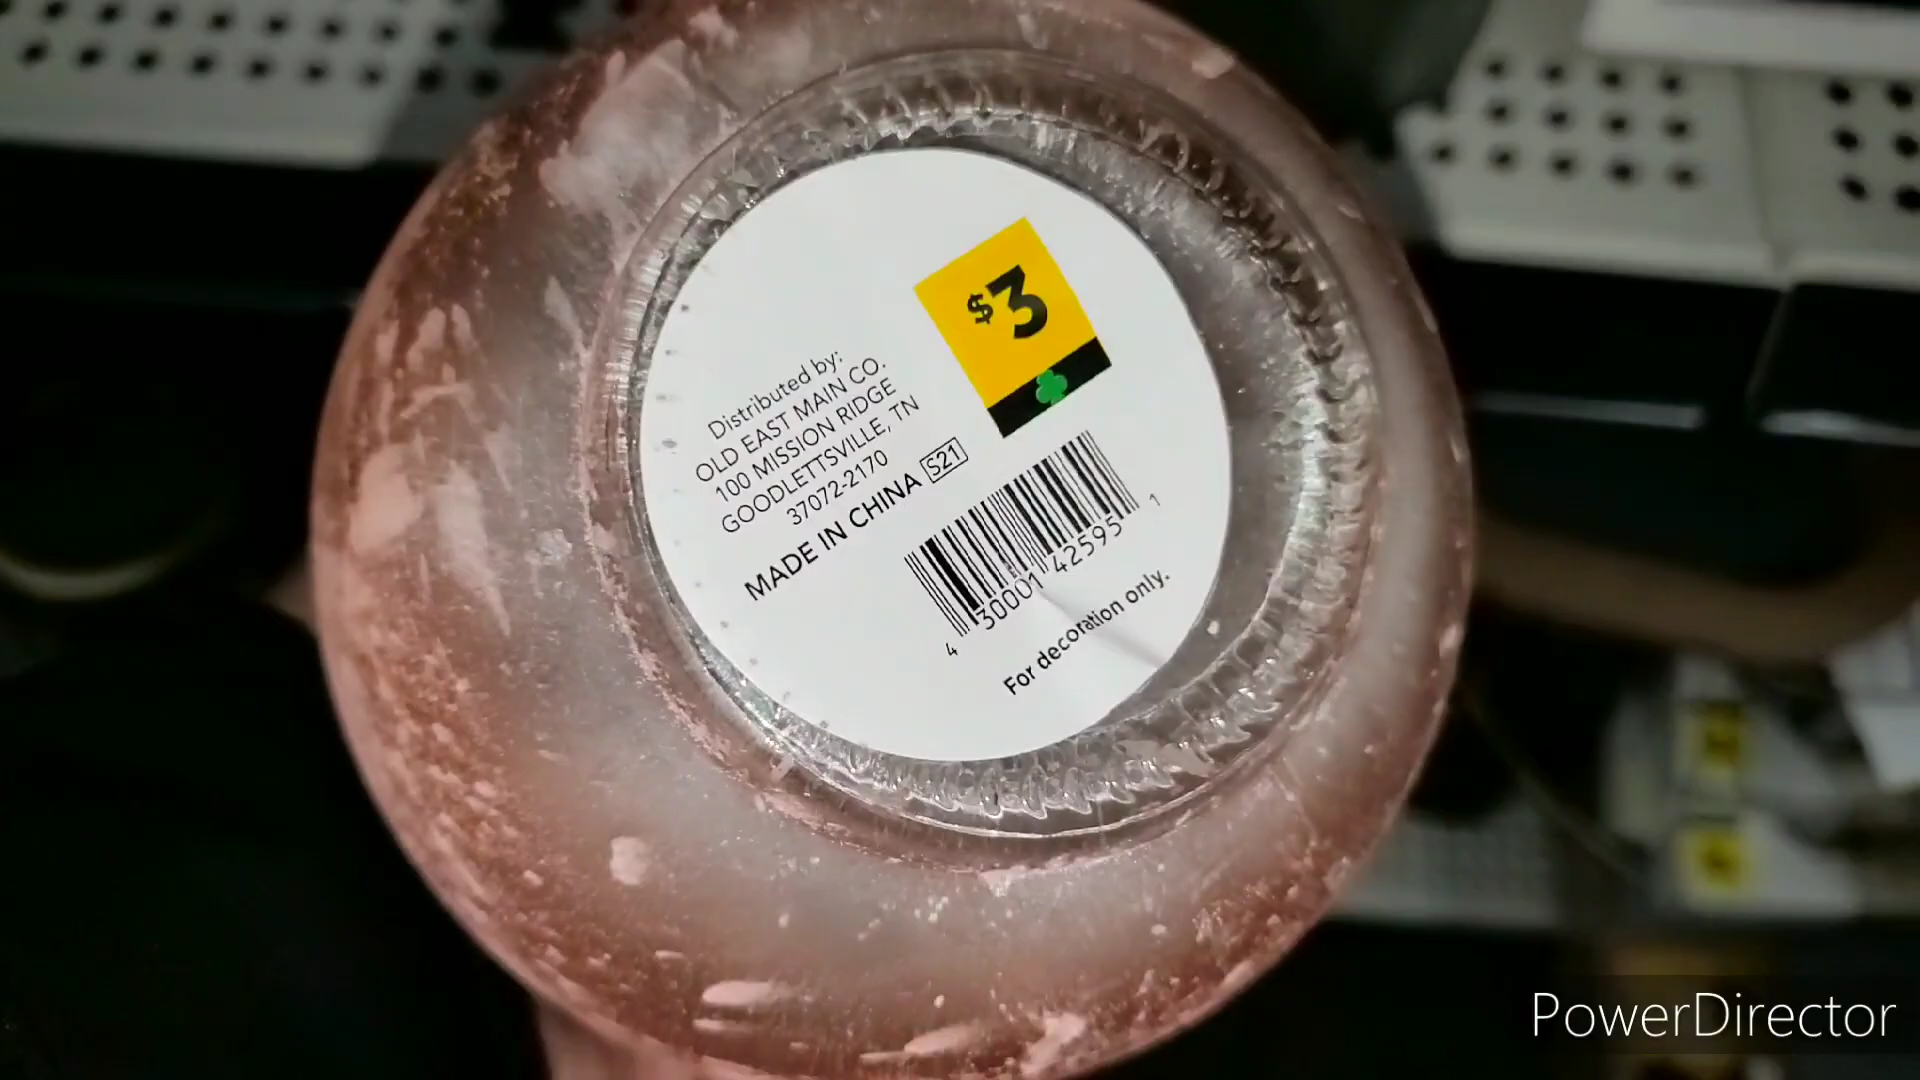 $3
Distributed by:
OLD EAST MAIN CO.
100 MISSION RIDGE
GOODLETTSVILLE, TN
37072-2170
MADE IN CHINA S21
4 30001 42595 1
For decoration only.
PowerDirector